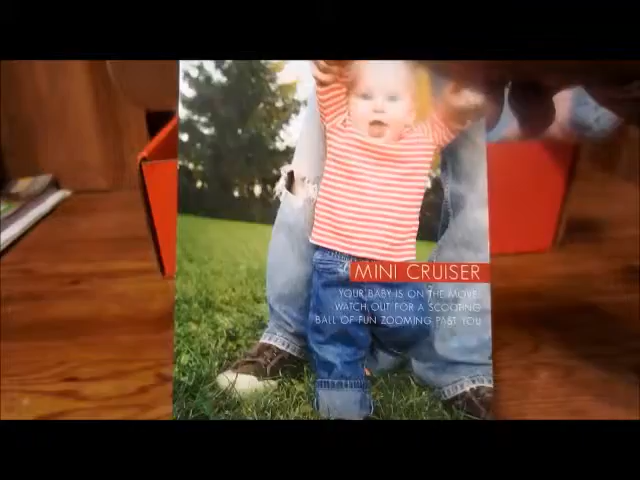 MINI CRUISER
YOUR BABY IS ON THE MOVE.
WATCH OUT FOR A SCOOTING
BALL OF FUN ZOOMING PAST YOU